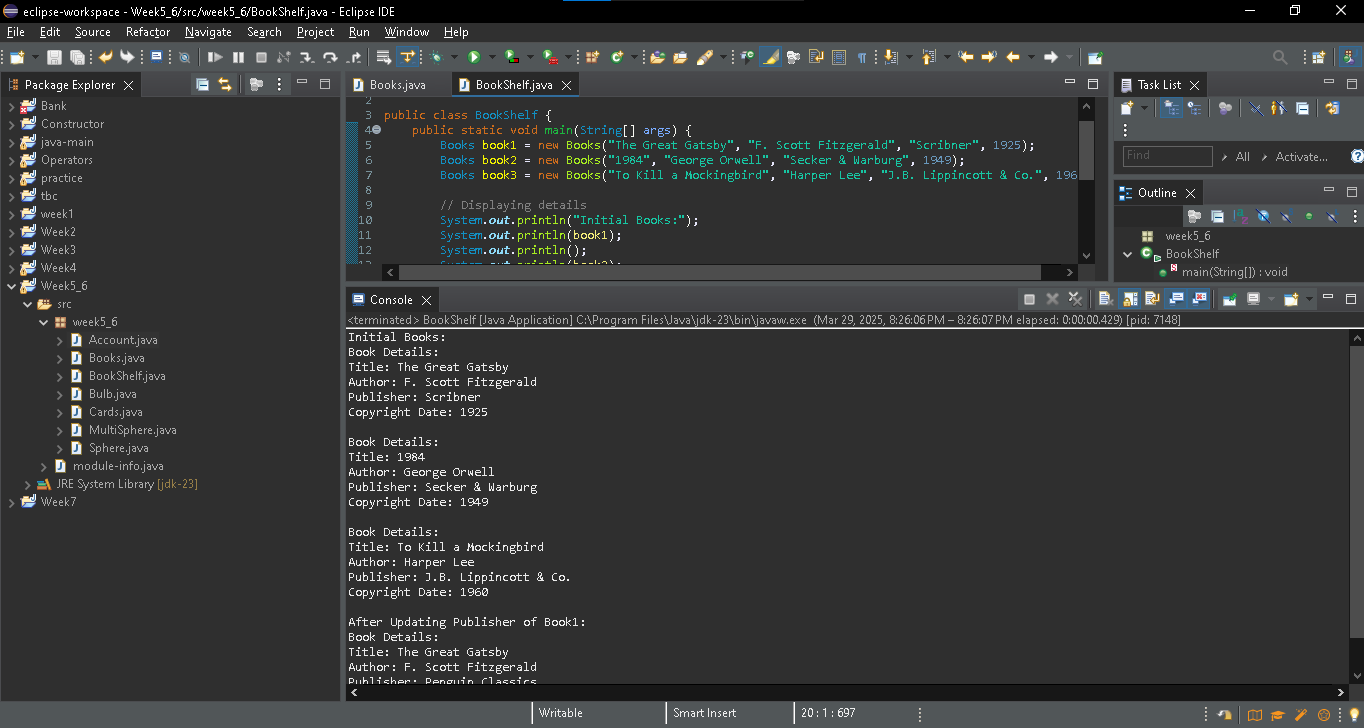 eclipse-workspace - Week5_6/src/week5_6/BookShelf.java - Eclipse IDE
File Edit Source Refactor Navigate Search Project Run Window Help
Package Explorer
Bank
Constructor
java-main
Operators
practice
tbc
week1
Week2
Week3
Week4
Week5_6
src
week5_6
Account.java
Books.java
BookShelf.java
Bulb.java
Cards.java
MultiSphere.java
Sphere.java
module-info.java
JRE System Library [jdk-23]
Week7
Books.java
BookShelf.java
2
3 public class BookShelf {
4 public static void main(String[] args) {
5 Books book1 = new Books("The Great Gatsby", "F. Scott Fitzgerald", "Scribner", 1925);
6 Books book2 = new Books("1984", "George Orwell", "Secker & Warburg", 1949);
7 Books book3 = new Books("To Kill a Mockingbird", "Harper Lee", "J.B. Lippincott & Co.", 196
8
9 // Displaying details
10 System.out.println("Initial Books:");
11 System.out.println(book1);
12 System.out.println();
Task List
Find
All
Activate...
Outline
week5_6
BookShelf
main(String[]) : void
Console
<terminated> BookShelf [Java Application] C:\Program Files\Java\jdk-23\bin\javaw.exe (Mar 29, 2025, 8:26:06 PM – 8:26:07 PM elapsed: 0:00:00.429) [pid: 7148]
Initial Books:
Book Details:
Title: The Great Gatsby
Author: F. Scott Fitzgerald
Publisher: Scribner
Copyright Date: 1925
Book Details:
Title: 1984
Author: George Orwell
Publisher: Secker & Warburg
Copyright Date: 1949
Book Details:
Title: To Kill a Mockingbird
Author: Harper Lee
Publisher: J.B. Lippincott & Co.
Copyright Date: 1960
After Updating Publisher of Book1:
Book Details:
Title: The Great Gatsby
Author: F. Scott Fitzgerald
Publisher: Penguin Classics
Writable
Smart Insert
20 : 1 : 697